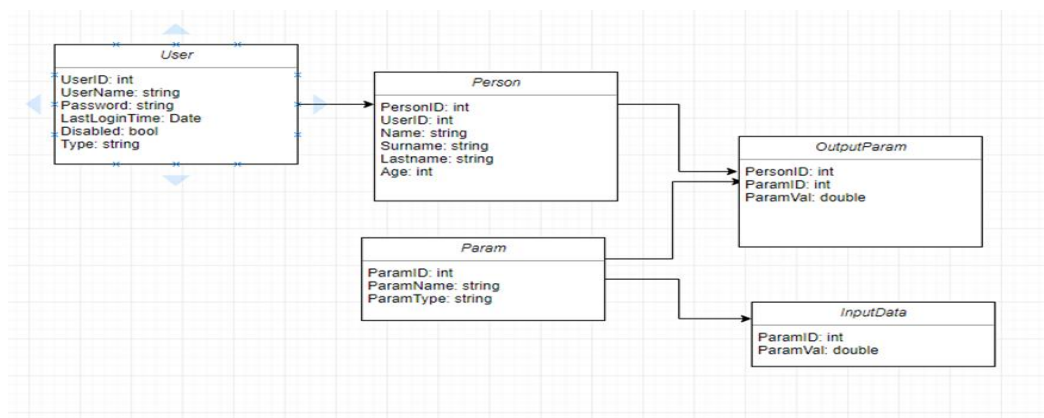 User
UserID: int
UserName: string
Password: string
LastLoginTime: Date
Disabled: bool
Type: string
Person
PersonID: int
UserID: int
Name: string
Surname: string
Lastname: string
Age: int
OutputParam
PersonID: int
ParamID: int
ParamVal: double
Param
ParamID: int
ParamName: string
ParamType: string
InputData
ParamID: int
ParamVal: double